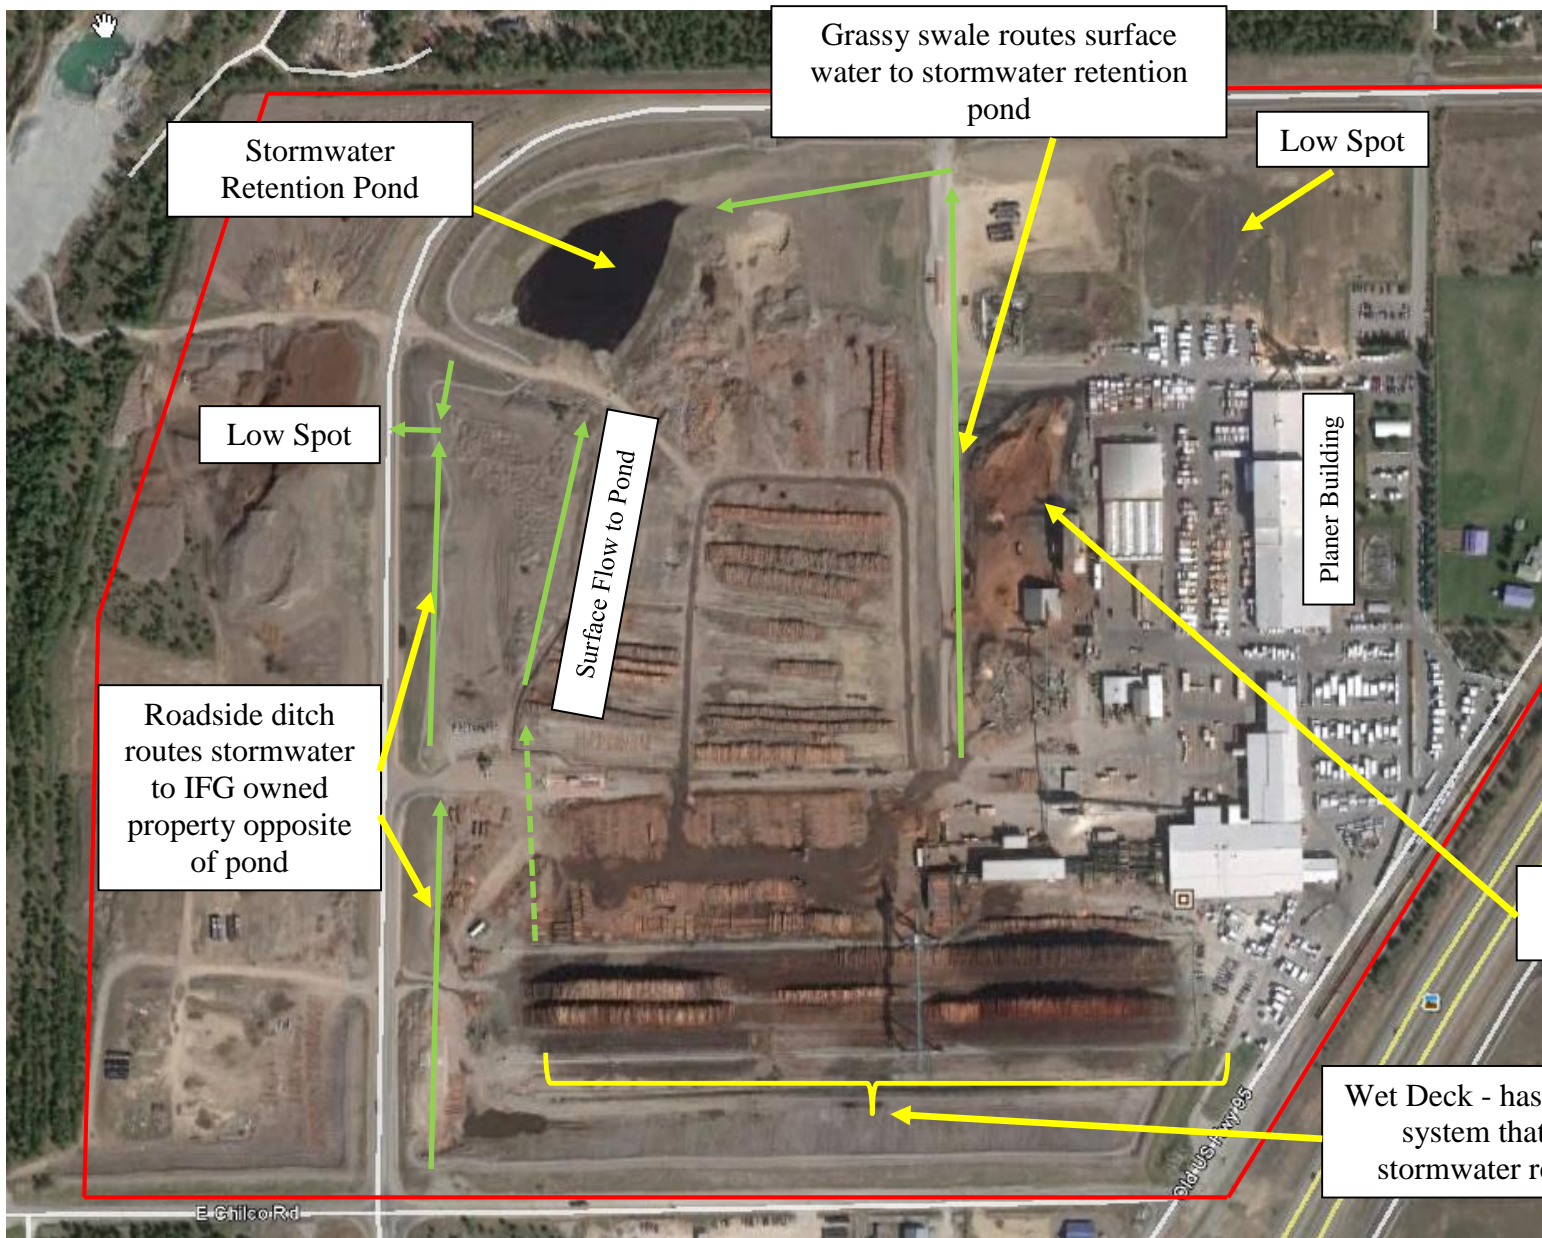 Grassy swale routes surface
water to stormwater retention
pond
Stormwater
Retention Pond
Low Spot
Low Spot
Surface Flow to Pond
Planer Building
Roadside ditch
routes stormwater
to IFG owned
property opposite
of pond
Wet Deck - has
system that
stormwater re
Old US Hwy 95
E Chilco Rd